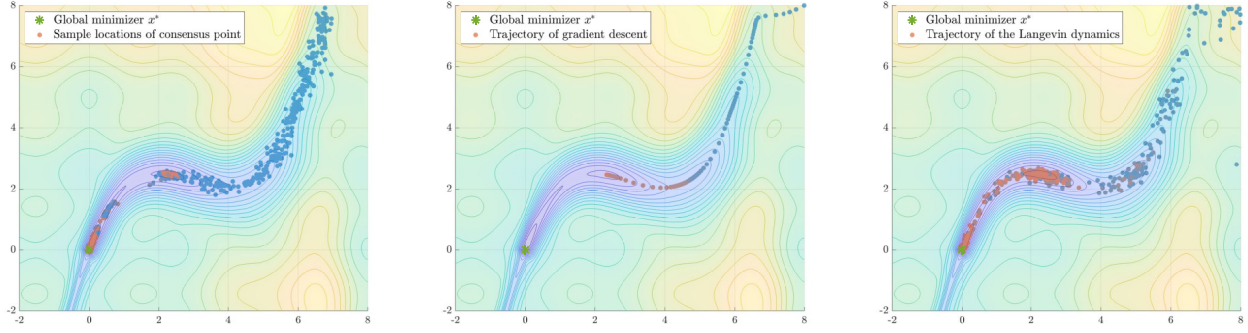 8
6
4
2
0
-2
-2 0 2 4 6 8
Global minimizer x*
Sample locations of consensus point
8
6
4
2
0
-2
-2 0 2 4 6 8
Global minimizer x*
Trajectory of gradient descent
8
6
4
2
0
-2
-2 0 2 4 6 8
Global minimizer x*
Trajectory of the Langevin dynamics